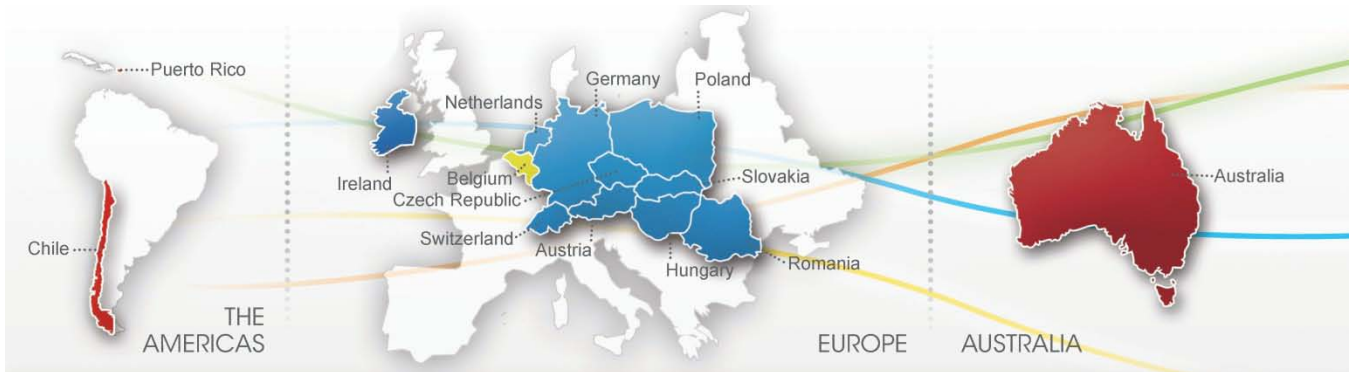 Puerto Rico
Chile
THE
AMERICAS
Germany
Poland
Netherlands
Ireland
Belgium
Czech Republic
Slovakia
Switzerland
Austria
Hungary
Romania
EUROPE
Australia
AUSTRALIA